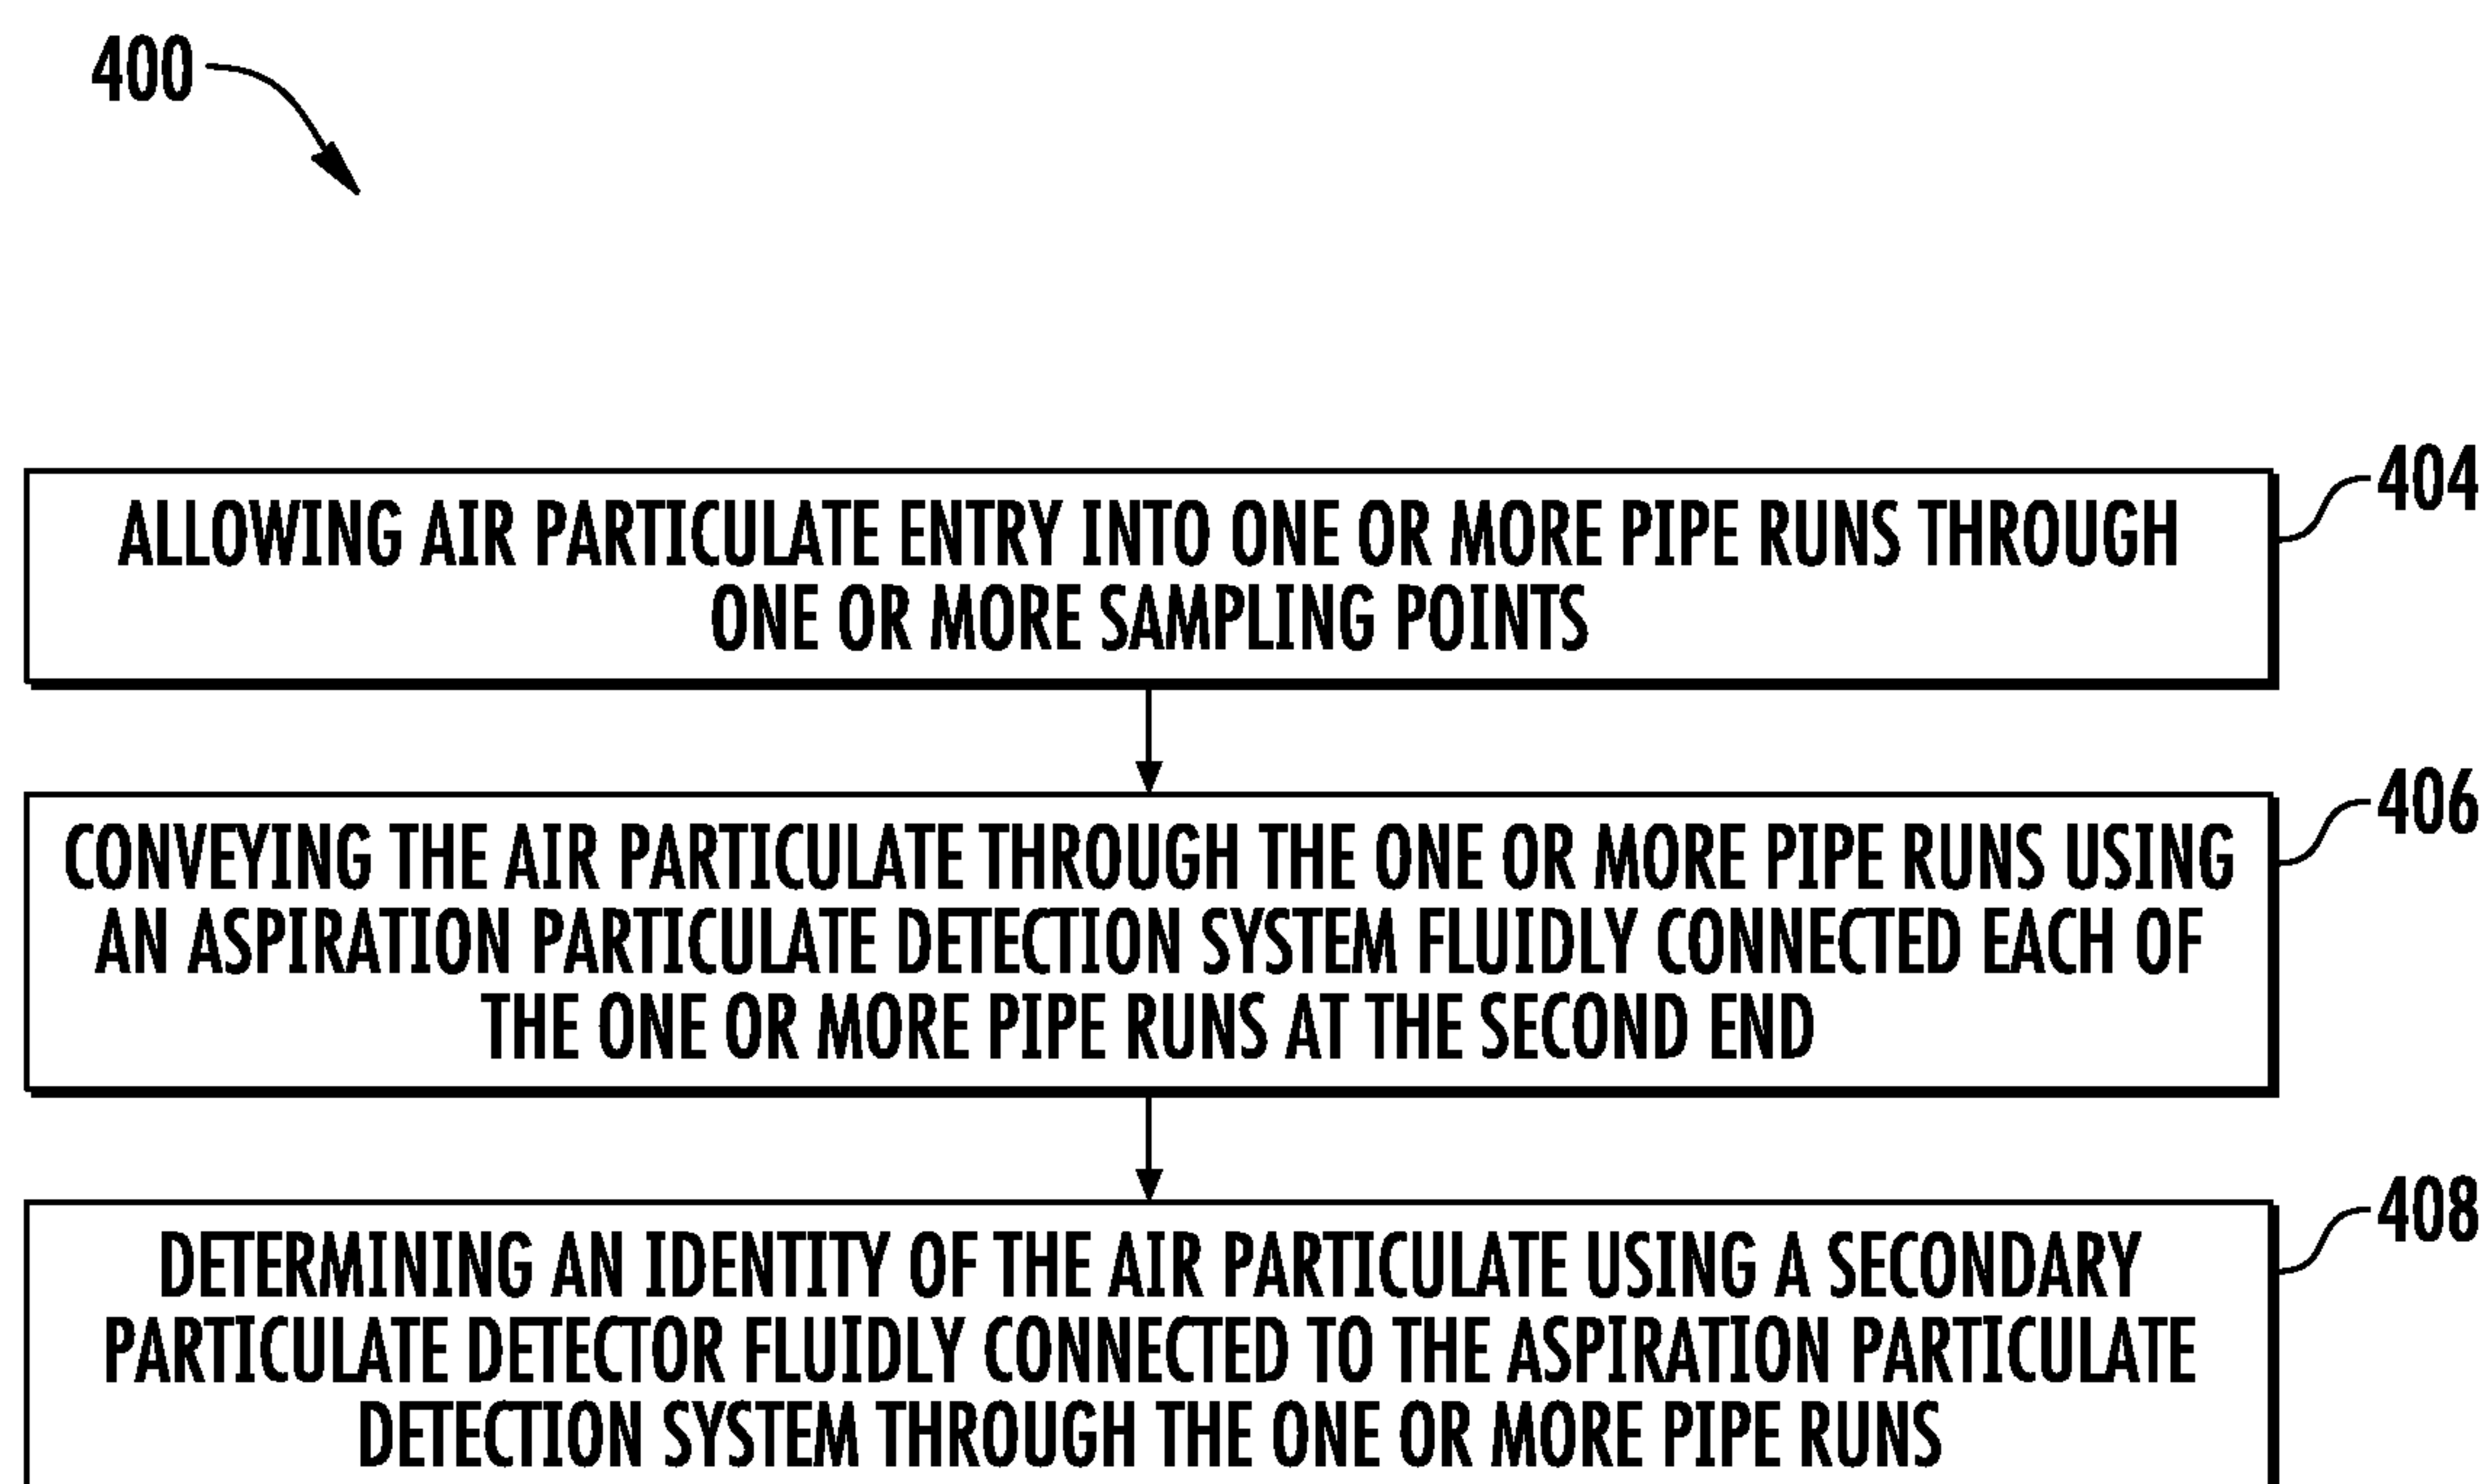 400
404
ALLOWING AIR PARTICULATE ENTRY INTO ONE OR MORE PIPE RUNS THROUGH
ONE OR MORE SAMPLING POINTS
406
CONVEYING THE AIR PARTICULATE THROUGH THE ONE OR MORE PIPE RUNS USING
AN ASPIRATION PARTICULATE DETECTION SYSTEM FLUIDLY CONNECTED EACH OF
THE ONE OR MORE PIPE RUNS AT THE SECOND END
408
DETERMINING AN IDENTITY OF THE AIR PARTICULATE USING A SECONDARY
PARTICULATE DETECTOR FLUIDLY CONNECTED TO THE ASPIRATION PARTICULATE
DETECTION SYSTEM THROUGH THE ONE OR MORE PIPE RUNS